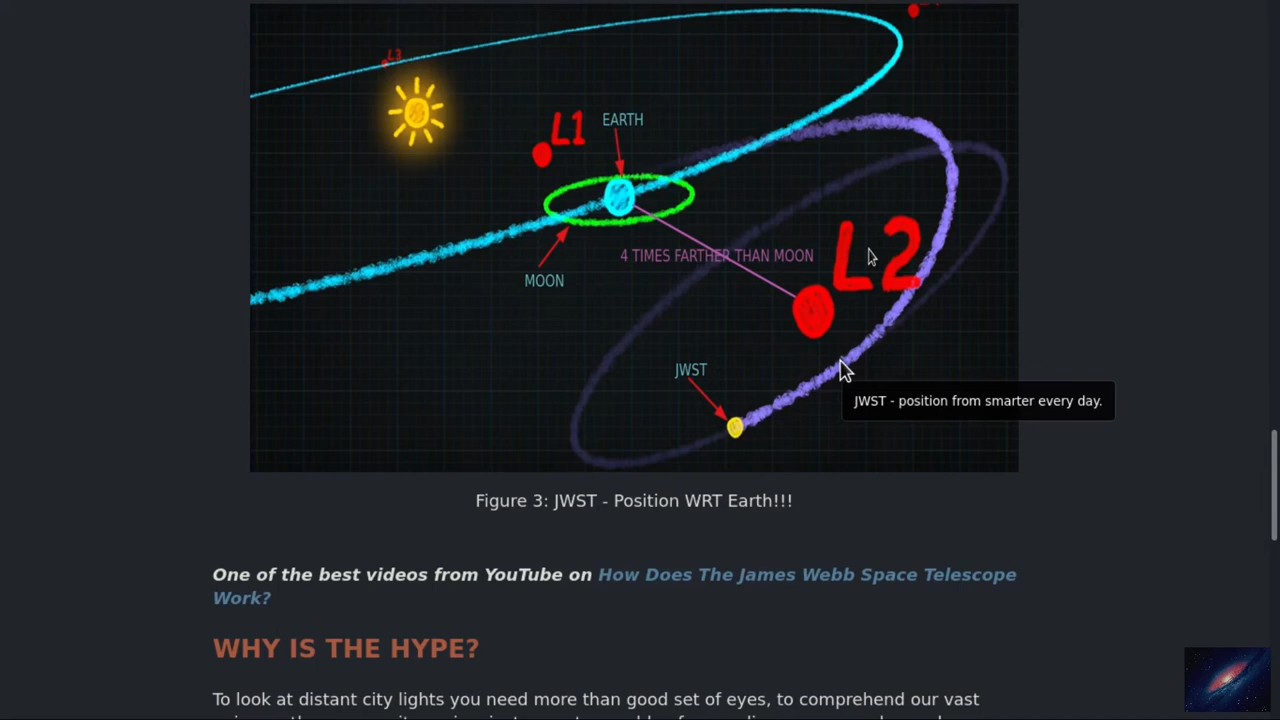 L3
L1
EARTH
L2
4 TIMES FARTHER THAN MOON
MOON
JWST
JWST - position from smarter every day.
Figure 3: JWST - Position WRT Earth!!!
One of the best videos from YouTube on How Does The James Webb Space Telescope
Work?
WHY IS THE HYPE?
To look at distant city lights you need more than good set of eyes, to comprehend our vast